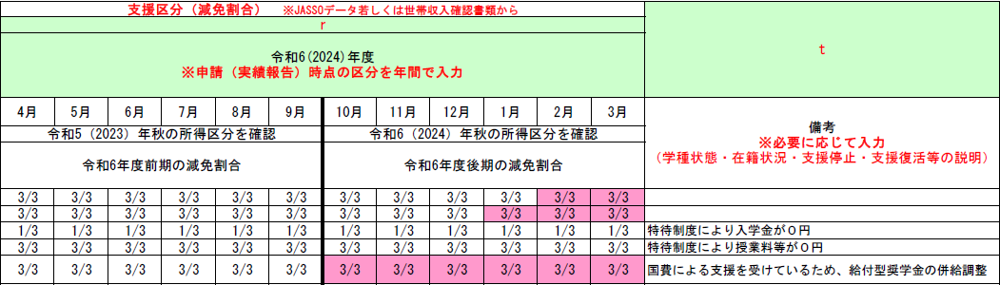 支援区分（減免割合） ※JASSOデータ若しくは世帯収入確認書類から
r
t
令和6(2024)年度
※申請（実績報告）時点の区分を年間で入力
4月 5月 6月 7月 8月 9月 10月 11月 12月 1月 2月 3月
備考
※必要に応じて入力
（学種状態・在籍状況・支援停止・支援復活等の説明）
令和5（2023）年秋の所得区分を確認 令和6（2024）年秋の所得区分を確認
令和6年度前期の減免割合 令和6年度後期の減免割合
3/3 3/3 3/3 3/3 3/3 3/3 3/3 3/3 3/3 3/3 3/3 3/3
3/3 3/3 3/3 3/3 3/3 3/3 3/3 3/3 3/3 3/3 3/3 3/3
1/3 1/3 1/3 1/3 1/3 1/3 1/3 1/3 1/3 1/3 1/3 1/3 特待制度により入学金が０円
3/3 3/3 3/3 3/3 3/3 3/3 3/3 3/3 3/3 3/3 3/3 3/3 特待制度により授業料等が０円
3/3 3/3 3/3 3/3 3/3 3/3 3/3 3/3 3/3 3/3 3/3 3/3 国費による支援を受けているため、給付型奨学金の併給調整